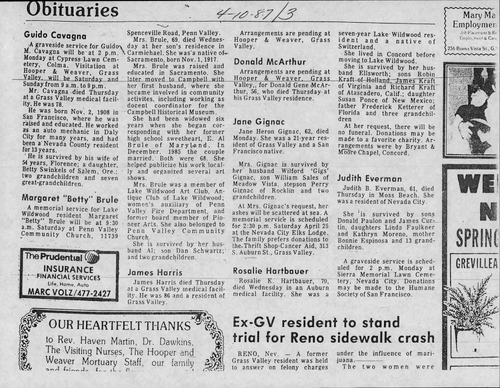 Obituaries
4-10-87/3
Guido Cavagna
A graveside service for Guido
M. Cavagna will be at 2 p.m.
Monday at Cypress Lawn Cem-
etery, Colma. Visitation at
Hooper & Weaver, Grass
Valley, will be Saturday and
Sunday from 9 a.m. to 9 p.m.
Mr. Cavagna died Thursday
at a Grass Valley medical facil-
ity. He was 78.
He was born Nov. 2, 1908 in
San Francisco, where he was
raised and educated. He worked
as an auto mechanic in Daly
City for many years, and had
been a Nevada County resident
for 13 years.
He is survived by his wife of
54 years, Florence; a daughter,
Betty Swinkels of Salem, Ore.;
two grandchildren and seven
great-grandchildren.
Margaret "Betty" Brule
A memorial service for Lake
Wildwood resident Margaret
"Betty" Brule will be at 9:30
a.m. Saturday at Penn Valley
Community Church, 11739
The Prudential
INSURANCE
FINANCIAL SERVICES
Life, Home, Auto
MARC VOLZ/477-2427
OUR HEARTFELT THANKS
to Rev. Haven Martin, Dr. Dawkins,
The Visiting Nurses, The Hooper and
Weaver Mortuary Staff, our family
and friends, for the
Spenceville Road, Penn Valley.
Mrs. Brule, 69, died Wednes-
day at her son's residence in
Carmichael. She was a native of
Sacramento, born Nov. 1, 1917.
Mrs. Brule was raised and
educated in Sacramento. She
later moved to Campbell with
her first husband, where she
became involved in community
activities, including working as
docent coordinator for the
Campbell Historical Museum.
She had been widowed six
years when she began cor-
responding with her former
high school sweetheart, E. Al
Brule of Maryland. In
December, 1985 the couple
married. Both were 68. She
helped publicize his work local-
ly and organized several art
shows.
Mrs. Brule was a member of
Lake Wildwood Art Club, An-
tique Club of Lake Wildwood;
women's auxiliary of Penn
Valley Fire Department, and
former board member of Pio-
neer Arts. She also belonged to
Penn Valley Community
Church.
She is survived by her hus-
band Al; son Dan Schwartz;
and two grandchildren.
James Harris
James Harris died Thursday
at a Grass Valley medical facil-
ity. He was 86 and a resident of
Grass Valley.
Arrangements are pending at
Hooper & Weaver, Grass
Valley.
Donald McArthur
Arrangements are pending at
Hooper & Weaver, Grass
Valley, for Donald Gene McAr-
thur, 56, who died Thursday at
his Grass Valley residence.
Jane Gignac
Jane Heron Gignac, 62, died
Monday. She was a 21 year resi-
dent of Grass Valley and a San
Francisco native.
Mrs. Gignac is survived by
her husband Wilford "Gigs"
Gignac, son William Sales of
Meadow Vista, stepson Perry
Gignac of Rocklin and two
grandchildren.
At Mrs. Gignac's request, her
ashes will be scattered at sea. A
memorial service is scheduled
for 2:30 p.m. Saturday April 25
at the Nevada City Elks Lodge.
The family prefers donations to
the Thrift Shop Cancer Aid, 313
S. Auburn St., Grass Valley.
Rosalie Hartbauer
Rosalie K. Hartbauer, 70,
died Wednesday in an Auburn
medical facility. She was a
seven-year Lake Wildwood resi-
dent and a native of
Switzerland.
She lived in Concord before
moving to Lake Wildwood.
She is survived by her hus-
band Ellsworth; sons Robin
Kraft of Holland, James Kraft
of Virginia and Richard Kraft
of Atascadero, Calif.; daughter
Susan Ponce of New Mexico;
father Frederick Ketterer of
Florida and three grandchil-
dren
At her request, there will be
no funeral. Donations may be
made to a favorite charity. Ar-
rangements were by Bryant &
Moore Chapel, Concord.
Judith Everman
Judith B. Everman, 61, died
Thursday in Moss Beach. She
was a resident of Nevada City.
She is survived by sons
Donald Paulon and James Cur-
tin, daughters Linda Faulkner
and Kathryn Moreno, mother
Bonnie Espinosa and 13 grand-
children.
A graveside service is sched-
uled for 2 p.m. Monday at
Sierra Memorial Lawn Ceme-
tery, Nevada City. Donations
may be made to the Humane
Society of San Francisco.
Ex-GV resident to stand
trial for Reno sidewalk crash
RENO, Nev. — A former
Grass Valley resident was held
to answer on felony charges
under the influence of mari-
juana.
The two women were
Mary
Employmen
WE
N
SPRING
GREVILLEA